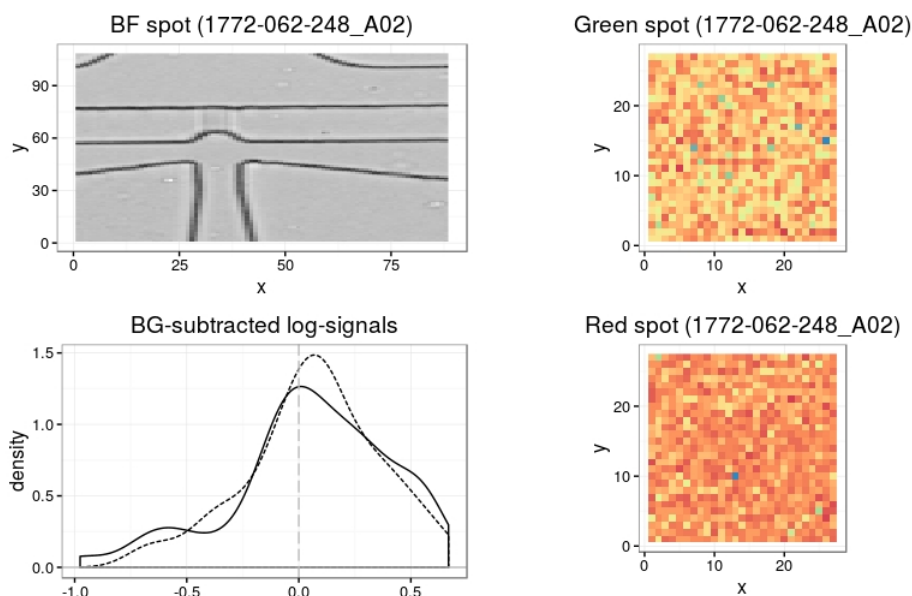 BF spot (1772-062-248_A02)
y
90
60
30
0
0
25
50
75
x
Green spot (1772-062-248_A02)
y
20
10
0
0
10
20
x
BG-subtracted log-signals
density
1.5
1.0
0.5
0.0
-1.0
-0.5
0.0
0.5
Red spot (1772-062-248_A02)
y
20
10
0
0
10
20
x